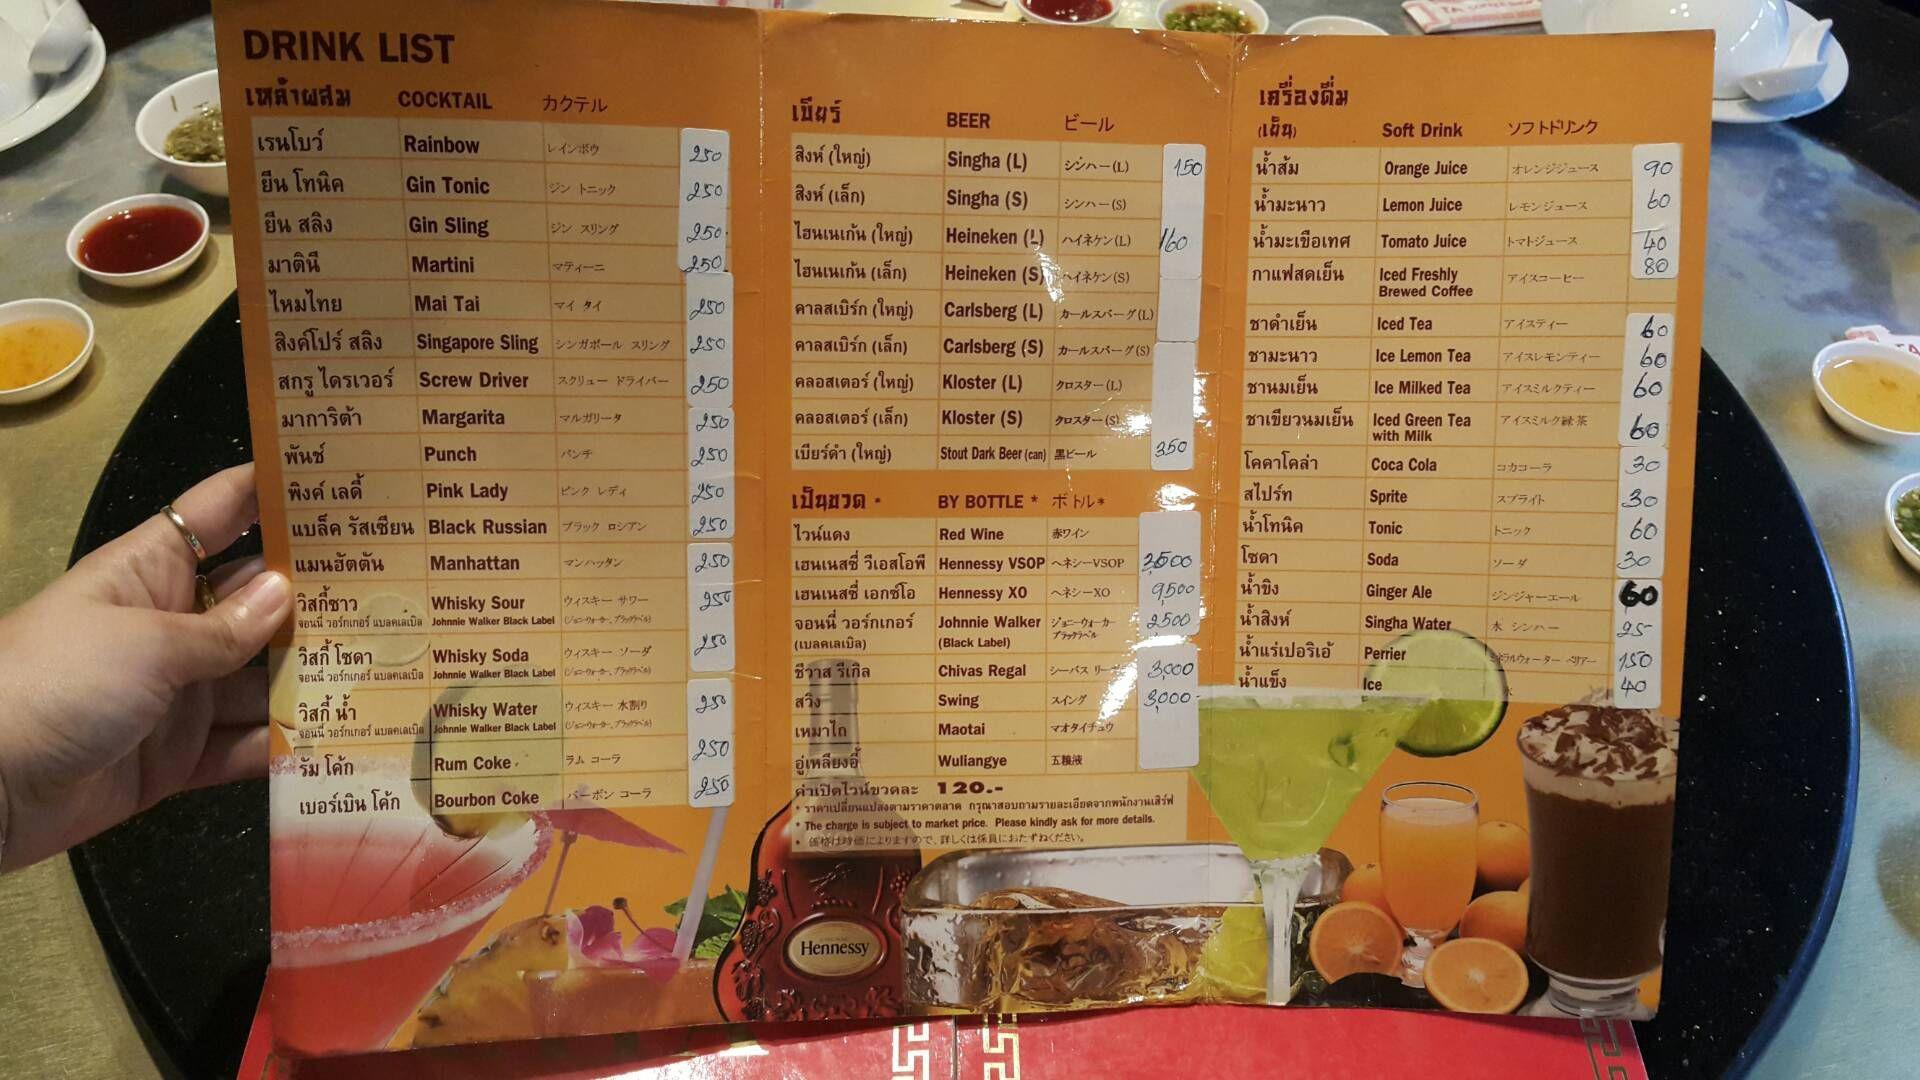 DRINK LIST
เหล้าผสม COCKTAIL カクテル
เรนโบว์ Rainbow レインボウ 250
ยีน โทนิค Gin Tonic ジン トニック 250
ยีน สลิง Gin Sling ジン スリング 250.
มาตินี Martini マティーニ 250.
ไหมไทย Mai Tai マイ タイ 250
สิงค์โปร์ สลิง Singapore Sling シンガポール スリング 250
สกรู ไดรเวอร์ Screw Driver スクリュー ドライバー 250
มาการิต้า Margarita マルガリータ 250
พันช์ Punch パンチ 250
พิงค์ เลดี้ Pink Lady ピンク レディ 250
แบล็ค รัสเซียน Black Russian ブラック ロシアン 250
แมนฮัตตัน Manhattan マンハッタン 250
วิสกี้ซาว Whisky Sour ウィスキー サワー 250
จอนนี่ วอร์กเกอร์ แบลคเลเบิล Johnnie Walker Black Label (ジョニーウォーカー、ブラックラベル)
วิสกี้ โซดา Whisky Soda ウィスキー ソーダ 250
จอนนี่ วอร์กเกอร์ แบลคเลเบิล Johnnie Walker Black Label (ジョニーウォーカー、ブラックラベル)
วิสกี้ น้ำ Whisky Water ウィスキー 水割り 250
จอนนี่ วอร์กเกอร์ แบลคเลเบิล Johnnie Walker Black Label (ジョニーウォーカー、ブラックラベル)
รัม โค้ก Rum Coke ラム コーラ 250
เบอร์เบิน โค้ก Bourbon Coke バーボン コーラ 250
เบียร์ BEER ビール
สิงห์ (ใหญ่) Singha (L) シンハー (L) 150
สิงห์ (เล็ก) Singha (S) シンハー (S)
ไฮนเนเก้น (ใหญ่) Heineken (L) ハイネケン (L) 160
ไฮนเนเก้น (เล็ก) Heineken (S) ハイネケン (S)
คาลสเบิร์ก (ใหญ่) Carlsberg (L) カールスバーグ (L)
คาลสเบิร์ก (เล็ก) Carlsberg (S) カールスバーグ (S)
คลอสเตอร์ (ใหญ่) Kloster (L) クロスター (L)
คลอสเตอร์ (เล็ก) Kloster (S) クロスター (S)
เบียร์ดำ (ใหญ่) Stout Dark Beer (can) 黒ビール 350
เป็นขวด * BY BOTTLE * ボトル *
ไวน์แดง Red Wine 赤ワイン
เฮนเนสซี่ วีเอสโอพี Hennessy VSOP ヘネシーVSOP 3,500
เฮนเนสซี่ เอกซ์โอ Hennessy XO ヘネシーXO 9,500
จอนนี่ วอร์กเกอร์ Johnnie Walker ジョニーウォーカー 2,500
(แบลคเลเบิล) (Black Label) ブラックラベル
ชีวาส รีเกิล Chivas Regal シーバス リー 3,000
สวิง Swing スイング 3,000
เหมาไถ Maotai マオタイチュウ
อู่เหลียงอี้ Wuliangye 五糧液
ค่าเปิดไวน์ขวดละ 120.-
* ราคาเปลี่ยนแปลงตามราคาตลาด กรุณาสอบถามรายละเอียดจากพนักงานเสิร์ฟ
* The charge is subject to market price. Please kindly ask for more details.
* 価格は時価によりますので、詳しくは係員におたずねください。
Hennessy
เครื่องดื่ม
(เย็น) Soft Drink ソフトドリンク
น้ำส้ม Orange Juice オレンジジュース 90
น้ำมะนาว Lemon Juice レモンジュース 60
น้ำมะเขือเทศ Tomato Juice トマトジュース 40
กาแฟสดเย็น Iced Freshly アイスコーヒー 80
Brewed Coffee
ชาดำเย็น Iced Tea アイスティー 60
ชามะนาว Ice Lemon Tea アイスレモンティー 60
ชานมเย็น Ice Milked Tea アイスミルクティー 60
ชาเขียวนมเย็น Iced Green Tea アイスミルク緑茶 60
with Milk
โคคาโคล่า Coca Cola コカコーラ 30
สไปร์ท Sprite スプライト 30
น้ำโทนิค Tonic トニック 60
โซดา Soda ソーダ 30
น้ำขิง Ginger Ale ジンジャーエール 60
น้ำสิงห์ Singha Water 水 シンハー 25
น้ำแร่เปอริเอ้ Perrier ミネラルウォーター ペリアー 150
น้ำแข็ง Ice 氷 40